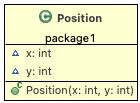 C Position
package1
x: int
y: int
C Position(x: int, y: int)